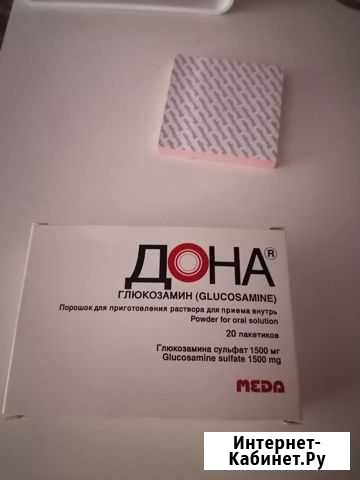 ДОНА®
ГЛЮКОЗАМИН (GLUCOSAMINE)
Порошок для приготовления раствора для приема внутрь
Powder for oral solution
20 пакетиков
Глюкозамина сульфат 1500 мг
Glucosamine sulfate 1500 mg
MEDA
Интернет-
Кабинет.Ру